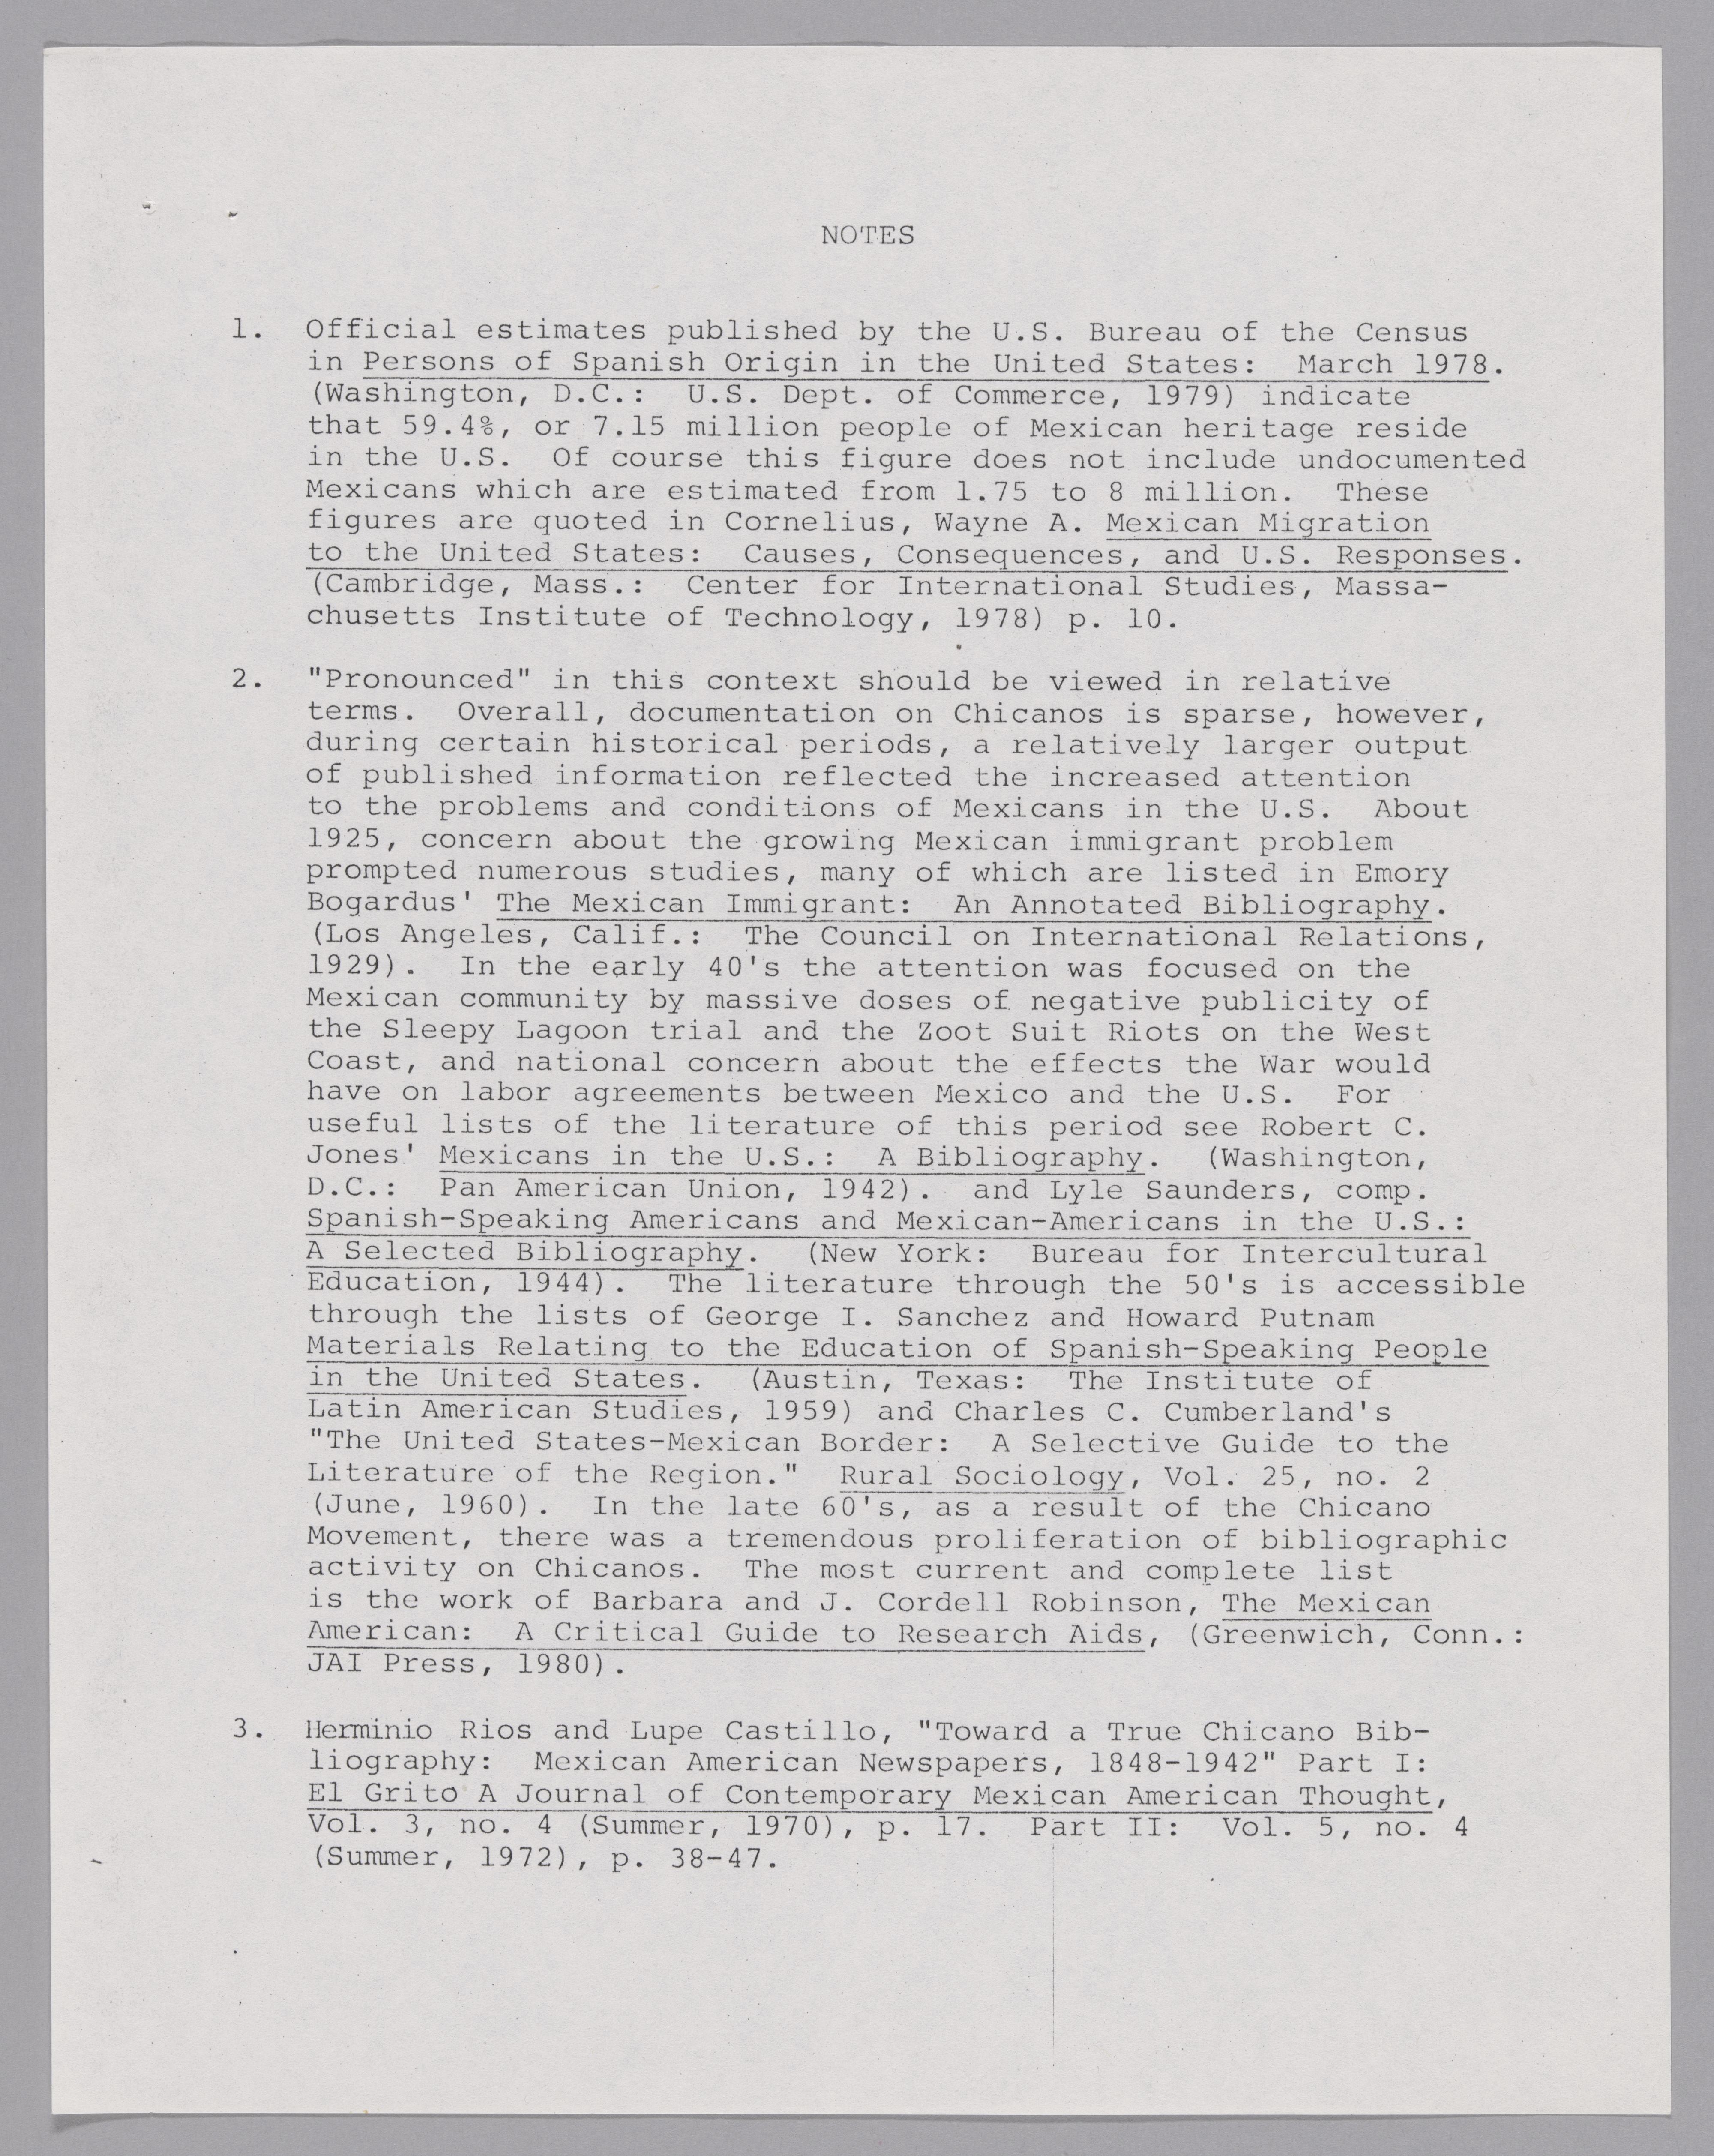 NOTES
1. Official estimates published by the U.S. Bureau of the Census
in Persons of Spanish Origin in the United States: March 1978.
(Washington, D.C.: U.S. Dept. of Commerce, 1979) indicate
that 59.4%, or 7.15 million people of Mexican heritage reside
in the U.S. Of course this figure does not include undocumented
Mexicans which are estimated from 1.75 to 8 million. These
figures are quoted in Cornelius, Wayne A. Mexican Migration
to the United States: Causes, Consequences, and U.S. Responses.
(Cambridge, Mass.: Center for International Studies, Massa-
chusetts Institute of Technology, 1978) p. 10.
2. "Pronounced" in this context should be viewed in relative
terms. Overall, documentation on Chicanos is sparse, however,
during certain historical periods, a relatively larger output
of published information reflected the increased attention
to the problems and conditions of Mexicans in the U.S. About
1925, concern about the growing Mexican immigrant problem
prompted numerous studies, many of which are listed in Emory
Bogardus' The Mexican Immigrant: An Annotated Bibliography.
(Los Angeles, Calif.: The Council on International Relations,
1929). In the early 40's the attention was focused on the
Mexican community by massive doses of negative publicity of
the Sleepy Lagoon trial and the Zoot Suit Riots on the West
Coast, and national concern about the effects the War would
have on labor agreements between Mexico and the U.S. For
useful lists of the literature of this period see Robert C.
Jones' Mexicans in the U.S.: A Bibliography. (Washington,
D.C.: Pan American Union, 1942). and Lyle Saunders, comp.
Spanish-Speaking Americans and Mexican-Americans in the U.S.:
A Selected Bibliography. (New York: Bureau for Intercultural
Education, 1944). The literature through the 50's is accessible
through the lists of George I. Sanchez and Howard Putnam
Materials Relating to the Education of Spanish-Speaking People
in the United States. (Austin, Texas: The Institute of
Latin American Studies, 1959) and Charles C. Cumberland's
"The United States-Mexican Border: A Selective Guide to the
Literature of the Region." Rural Sociology, Vol. 25, no. 2
(June, 1960). In the late 60's, as a result of the Chicano
Movement, there was a tremendous proliferation of bibliographic
activity on Chicanos. The most current and complete list
is the work of Barbara and J. Cordell Robinson, The Mexican
American: A Critical Guide to Research Aids, (Greenwich, Conn.:
JAI Press, 1980).
3. Herminio Rios and Lupe Castillo, "Toward a True Chicano Bib-
liography: Mexican American Newspapers, 1848-1942" Part I:
El Grito A Journal of Contemporary Mexican American Thought,
Vol. 3, no. 4 (Summer, 1970), p. 17. Part II: Vol. 5, no. 4
(Summer, 1972), p. 38-47.